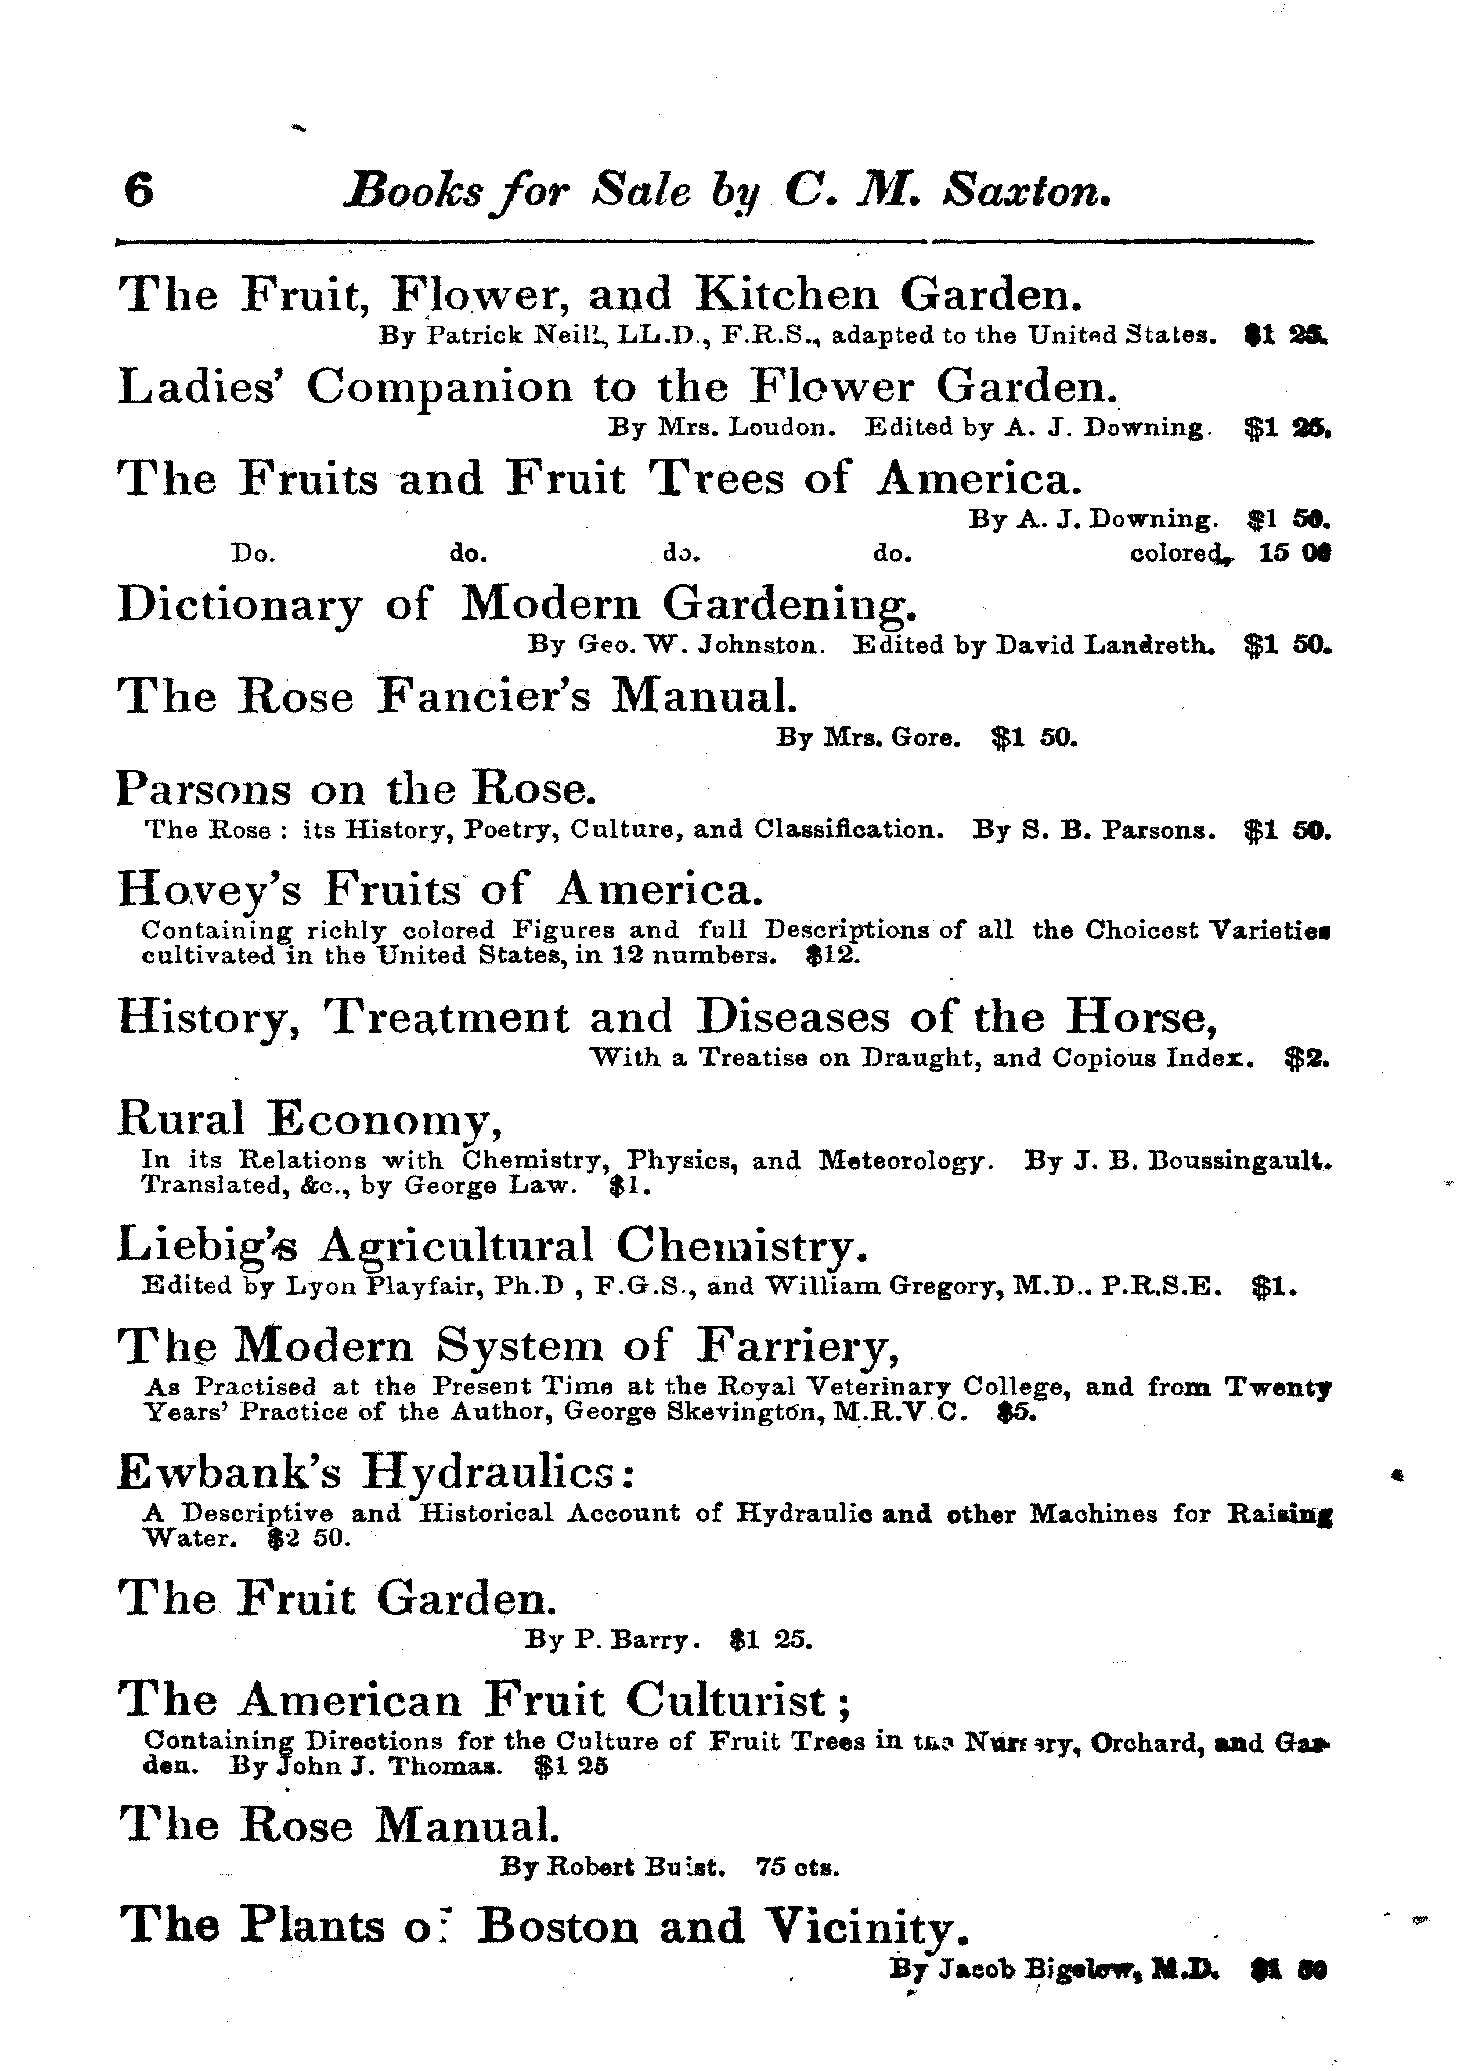 6 Books for Sale by C. M. Saxton.
The Fruit, Flower, and Kitchen Garden.
By Patrick Neill, LL.D., F.R.S., adapted to the United States. $1 25.
Ladies' Companion to the Flower Garden.
By Mrs. Loudon. Edited by A. J. Downing. $1 25.
The Fruits and Fruit Trees of America.
By A. J. Downing. $1 50.
Do. do. do. do. colored, 15 00
Dictionary of Modern Gardening.
By Geo. W. Johnston. Edited by David Landreth. $1 50.
The Rose Fancier's Manual.
By Mrs. Gore. $1 50.
Parsons on the Rose.
The Rose : its History, Poetry, Culture, and Classification. By S. B. Parsons. $1 50.
Hovey's Fruits of America.
Containing richly colored Figures and full Descriptions of all the Choicest Varieties
cultivated in the United States, in 12 numbers. $12.
History, Treatment and Diseases of the Horse,
With a Treatise on Draught, and Copious Index. $2.
Rural Economy,
In its Relations with Chemistry, Physics, and Meteorology. By J. B. Boussingault.
Translated, &c., by George Law. $1.
Liebig's Agricultural Chemistry.
Edited by Lyon Playfair, Ph.D , F.G.S., and William Gregory, M.D.. P.R.S.E. $1.
The Modern System of Farriery,
As Practised at the Present Time at the Royal Veterinary College, and from Twenty
Years' Practice of the Author, George Skevington, M.R.V.C. $5.
Ewbank's Hydraulics :
A Descriptive and Historical Account of Hydraulic and other Machines for Raising
Water. $2 50.
The Fruit Garden.
By P. Barry. $1 25.
The American Fruit Culturist ;
Containing Directions for the Culture of Fruit Trees in the Nursery, Orchard, and Gar-
den. By John J. Thomas. $1 25
The Rose Manual.
By Robert Buist. 75 cts.
The Plants of Boston and Vicinity.
By Jacob Bigelow, M.D. $1 50